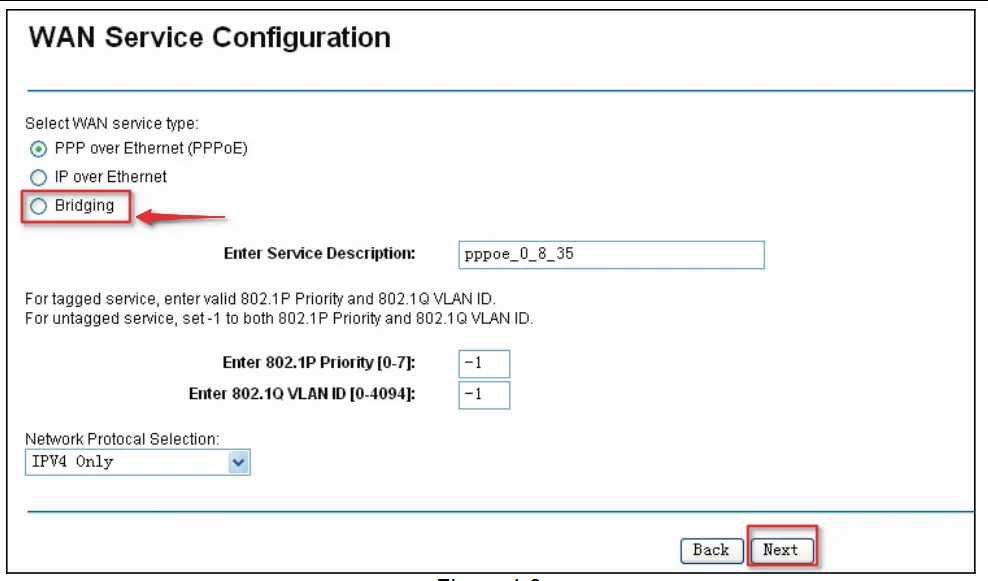 WAN Service Configuration
Select WAN service type:
PPP over Ethernet (PPPoE)
IP over Ethernet
Bridging
Enter Service Description: pppoe_0_8_35
For tagged service, enter valid 802.1P Priority and 802.1Q VLAN ID.
For untagged service, set -1 to both 802.1P Priority and 802.1Q VLAN ID.
Enter 802.1P Priority [0-7]: -1
Enter 802.1Q VLAN ID [0-4094]: -1
Network Protocal Selection:
IPV4 Only
Back Next